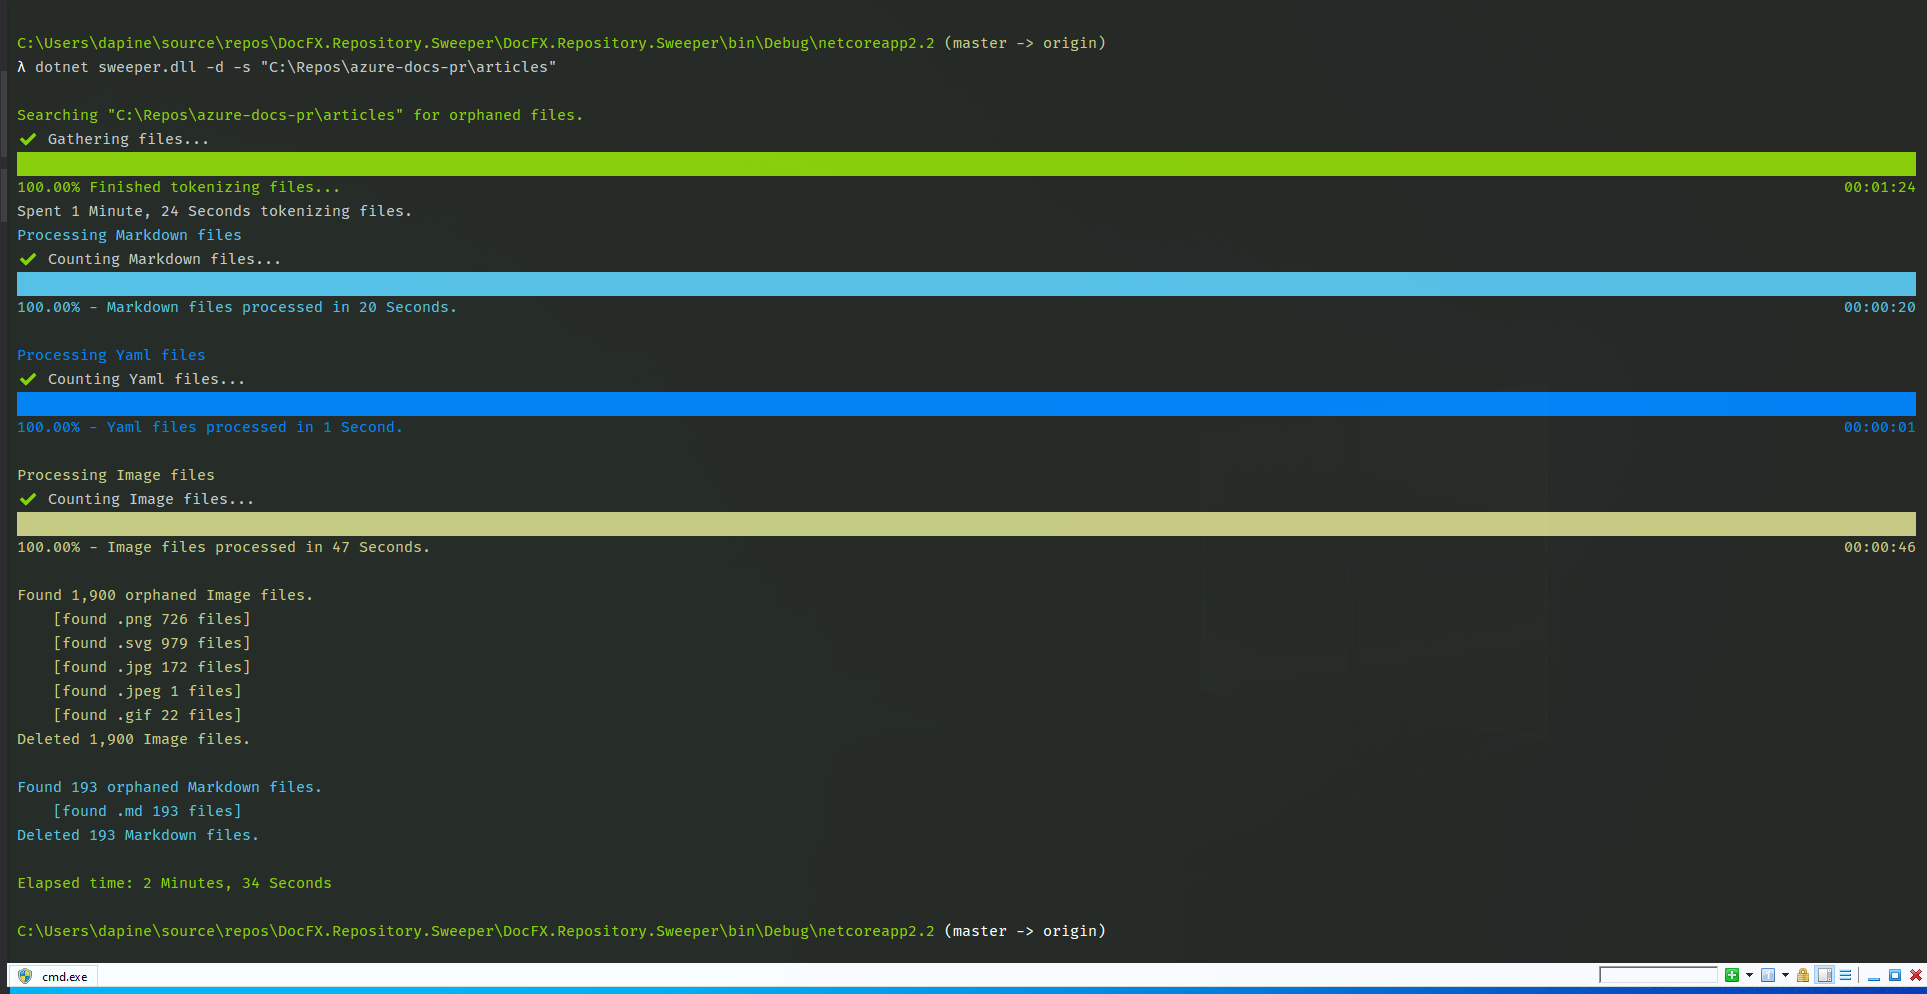 C:\Users\dapine\source\repos\DocFX.Repository.Sweeper\DocFX.Repository.Sweeper\bin\Debug\netcoreapp2.2 (master -> origin)
λ dotnet sweeper.dll -d -s "C:\Repos\azure-docs-pr\articles"
Searching "C:\Repos\azure-docs-pr\articles" for orphaned files.
✔ Gathering files...
100.00% Finished tokenizing files... 00:01:24
Spent 1 Minute, 24 Seconds tokenizing files.
Processing Markdown files
✔ Counting Markdown files...
100.00% - Markdown files processed in 20 Seconds. 00:00:20
Processing Yaml files
✔ Counting Yaml files...
100.00% - Yaml files processed in 1 Second. 00:00:01
Processing Image files
✔ Counting Image files...
100.00% - Image files processed in 47 Seconds. 00:00:46
Found 1,900 orphaned Image files.
[found .png 726 files]
[found .svg 979 files]
[found .jpg 172 files]
[found .jpeg 1 files]
[found .gif 22 files]
Deleted 1,900 Image files.
Found 193 orphaned Markdown files.
[found .md 193 files]
Deleted 193 Markdown files.
Elapsed time: 2 Minutes, 34 Seconds
C:\Users\dapine\source\repos\DocFX.Repository.Sweeper\DocFX.Repository.Sweeper\bin\Debug\netcoreapp2.2 (master -> origin)
cmd.exe